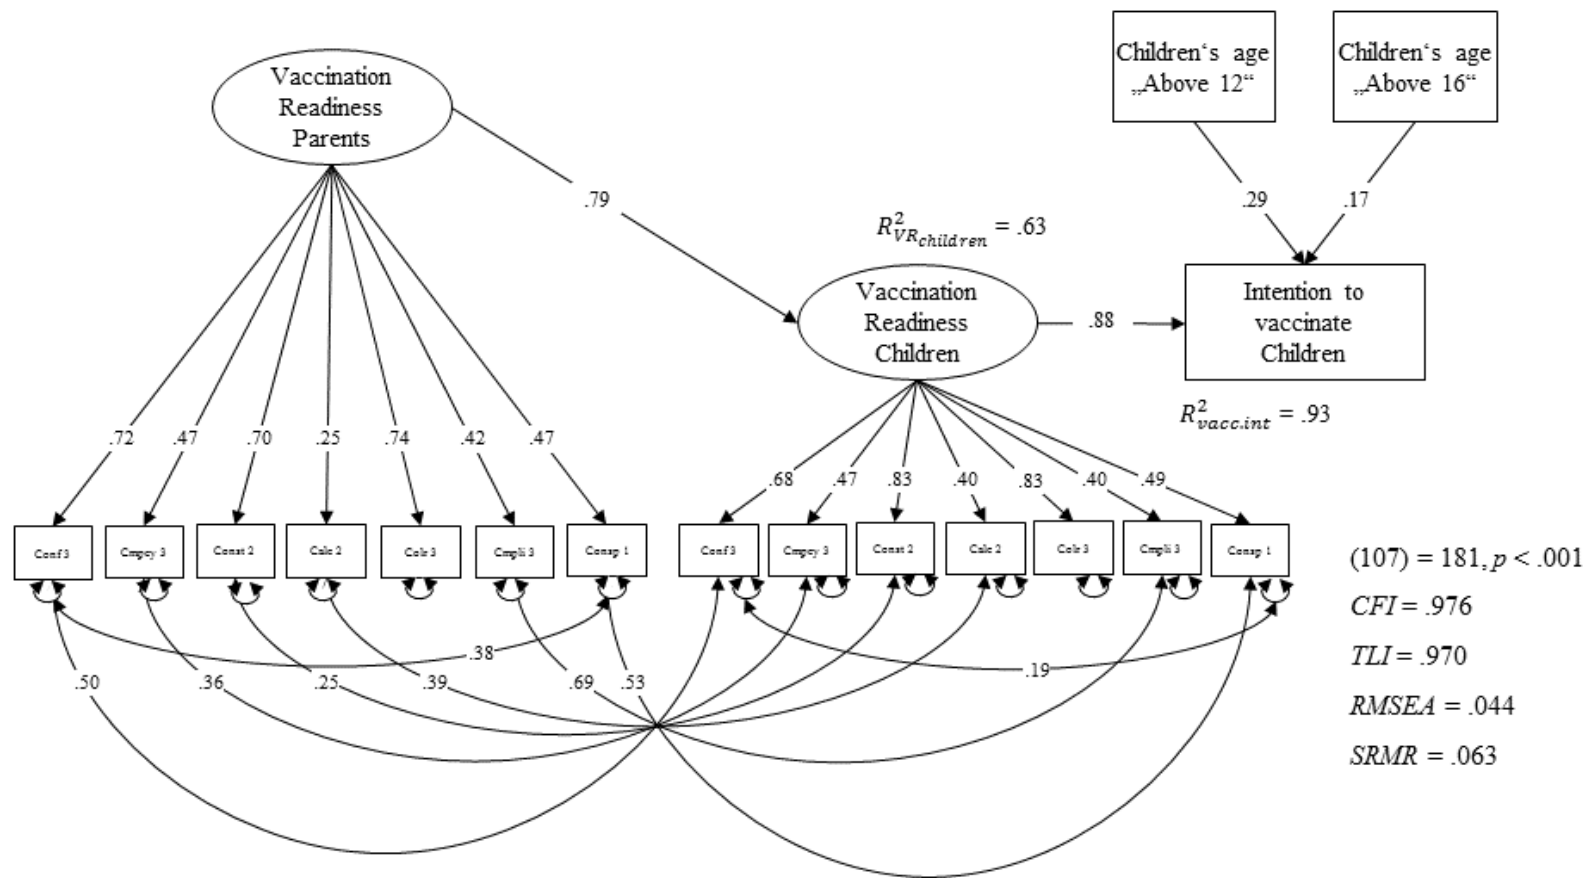 Vaccination
Readiness
Parents
Children‘s age
„Above 12“
Children‘s age
„Above 16“
.79
.29
.17
R²VRchildren = .63
Vaccination
Readiness
Children
.88
Intention to
vaccinate
Children
R²vacc.int = .93
.72
.47
.70
.25
.74
.42
.47
.68
.47
.83
.40
.83
.40
.49
Conf 3
Cmpcy 3
Const 2
Calc 2
Colr 3
Cmpli 3
Consp 1
Conf 3
Cmpcy 3
Const 2
Calc 2
Colr 3
Cmpli 3
Consp 1
.38
.19
.50
.36
.25
.39
.69
.53
(107) = 181, p < .001
CFI = .976
TLI = .970
RMSEA = .044
SRMR = .063